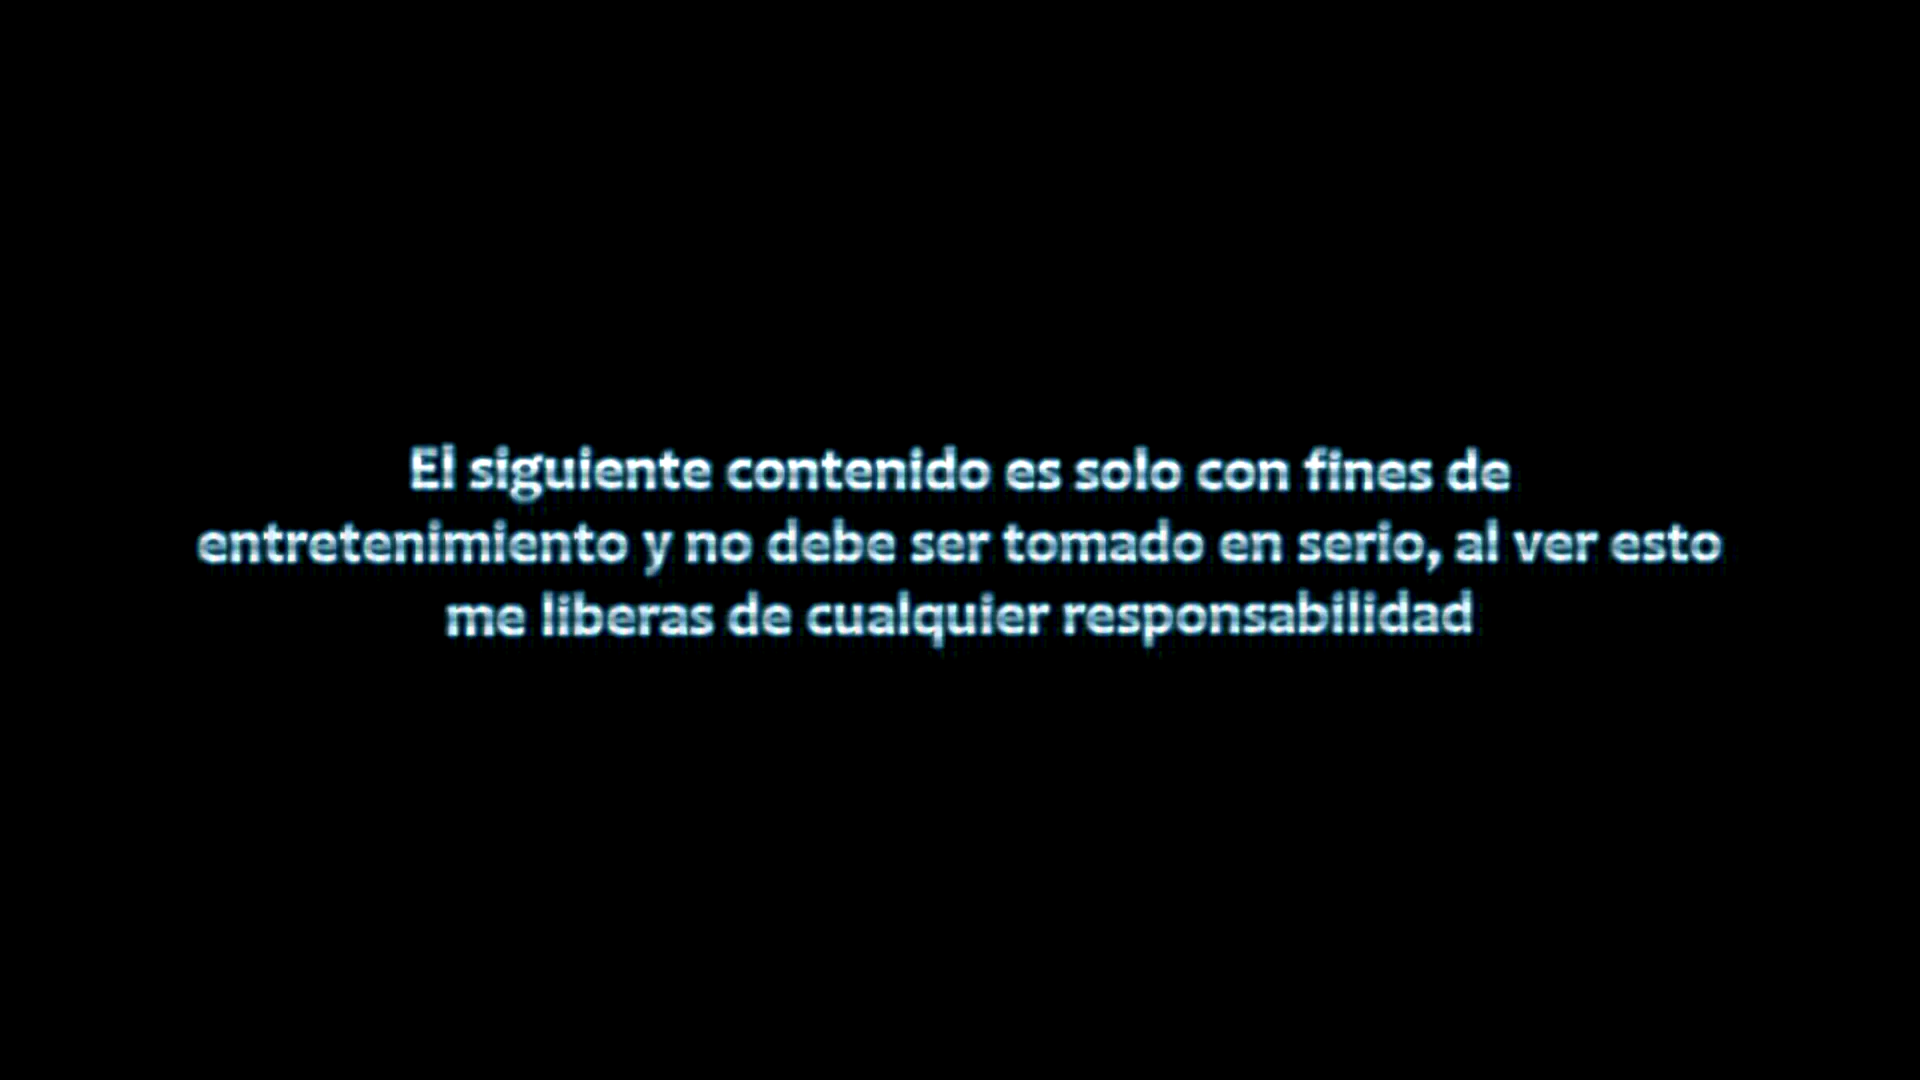 El siguiente contenido es solo con fines de
entretenimiento y no debe ser tomado en serio, al ver esto
me liberas de cualquier responsabilidad